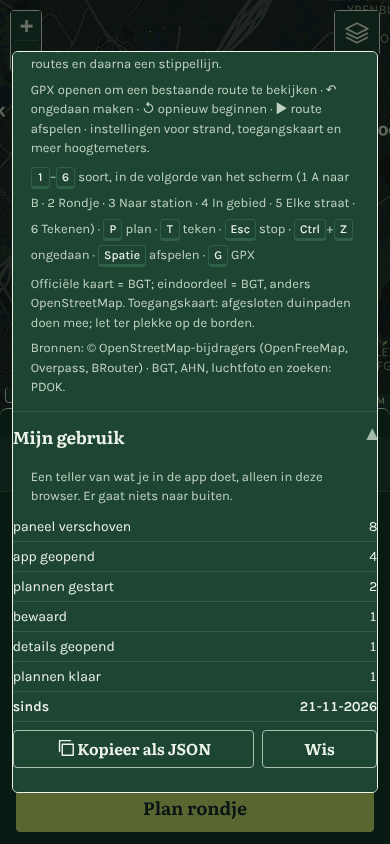 routes en daarna een stippellijn.
GPX openen om een bestaande route te bekijken · ↶
ongedaan maken · ↺ opnieuw beginnen · ▶ route
afspelen · instellingen voor strand, toegangskaart en
meer hoogtemeters.
1 – 6 soort, in de volgorde van het scherm (1 A naar
B · 2 Rondje · 3 Naar station · 4 In gebied · 5 Elke straat ·
6 Tekenen) · P plan · T teken · Esc stop · Ctrl + Z
ongedaan · Spatie afspelen · G GPX
Officiële kaart = BGT; eindoordeel = BGT, anders
OpenStreetMap. Toegangskaart: afgesloten duinpaden
doen mee; let ter plekke op de borden.
Bronnen: © OpenStreetMap-bijdragers (OpenFreeMap,
Overpass, BRouter) · BGT, AHN, luchtfoto en zoeken:
PDOK.
Mijn gebruik ▲
Een teller van wat je in de app doet, alleen in deze
browser. Er gaat niets naar buiten.
paneel verschoven 8
app geopend 4
plannen gestart 2
bewaard 1
details geopend 1
plannen klaar 1
sinds 21-11-2026
Kopieer als JSON Wis
Plan rondje